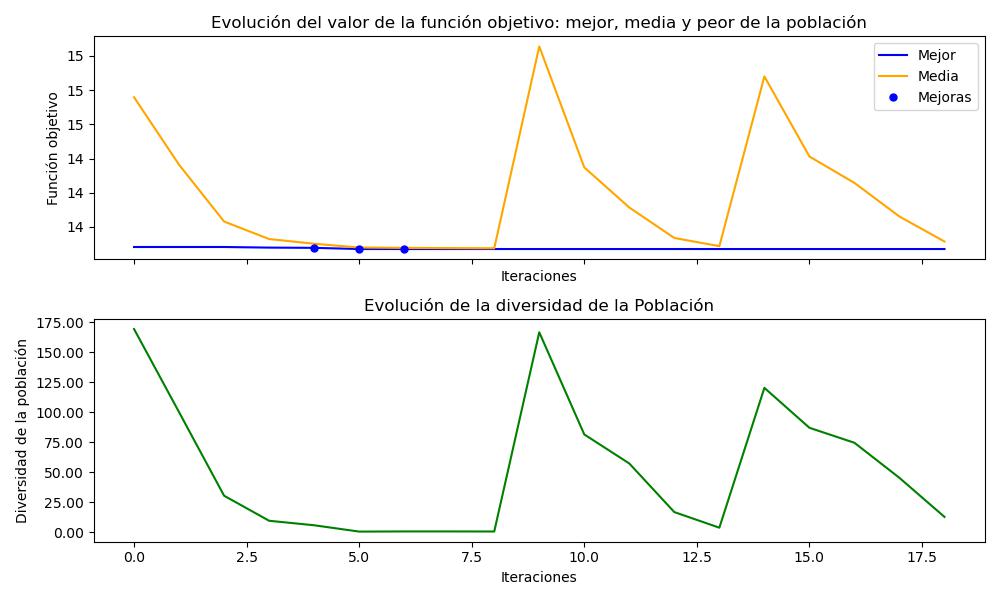 Evolución del valor de la función objetivo: mejor, media y peor de la población
15
15
15
14
14
14
Función objetivo
Mejor
Media
Mejoras
Iteraciones
Evolución de la diversidad de la Población
175.00
150.00
125.00
100.00
75.00
50.00
25.00
0.00
Diversidad de la población
0.0 2.5 5.0 7.5 10.0 12.5 15.0 17.5
Iteraciones